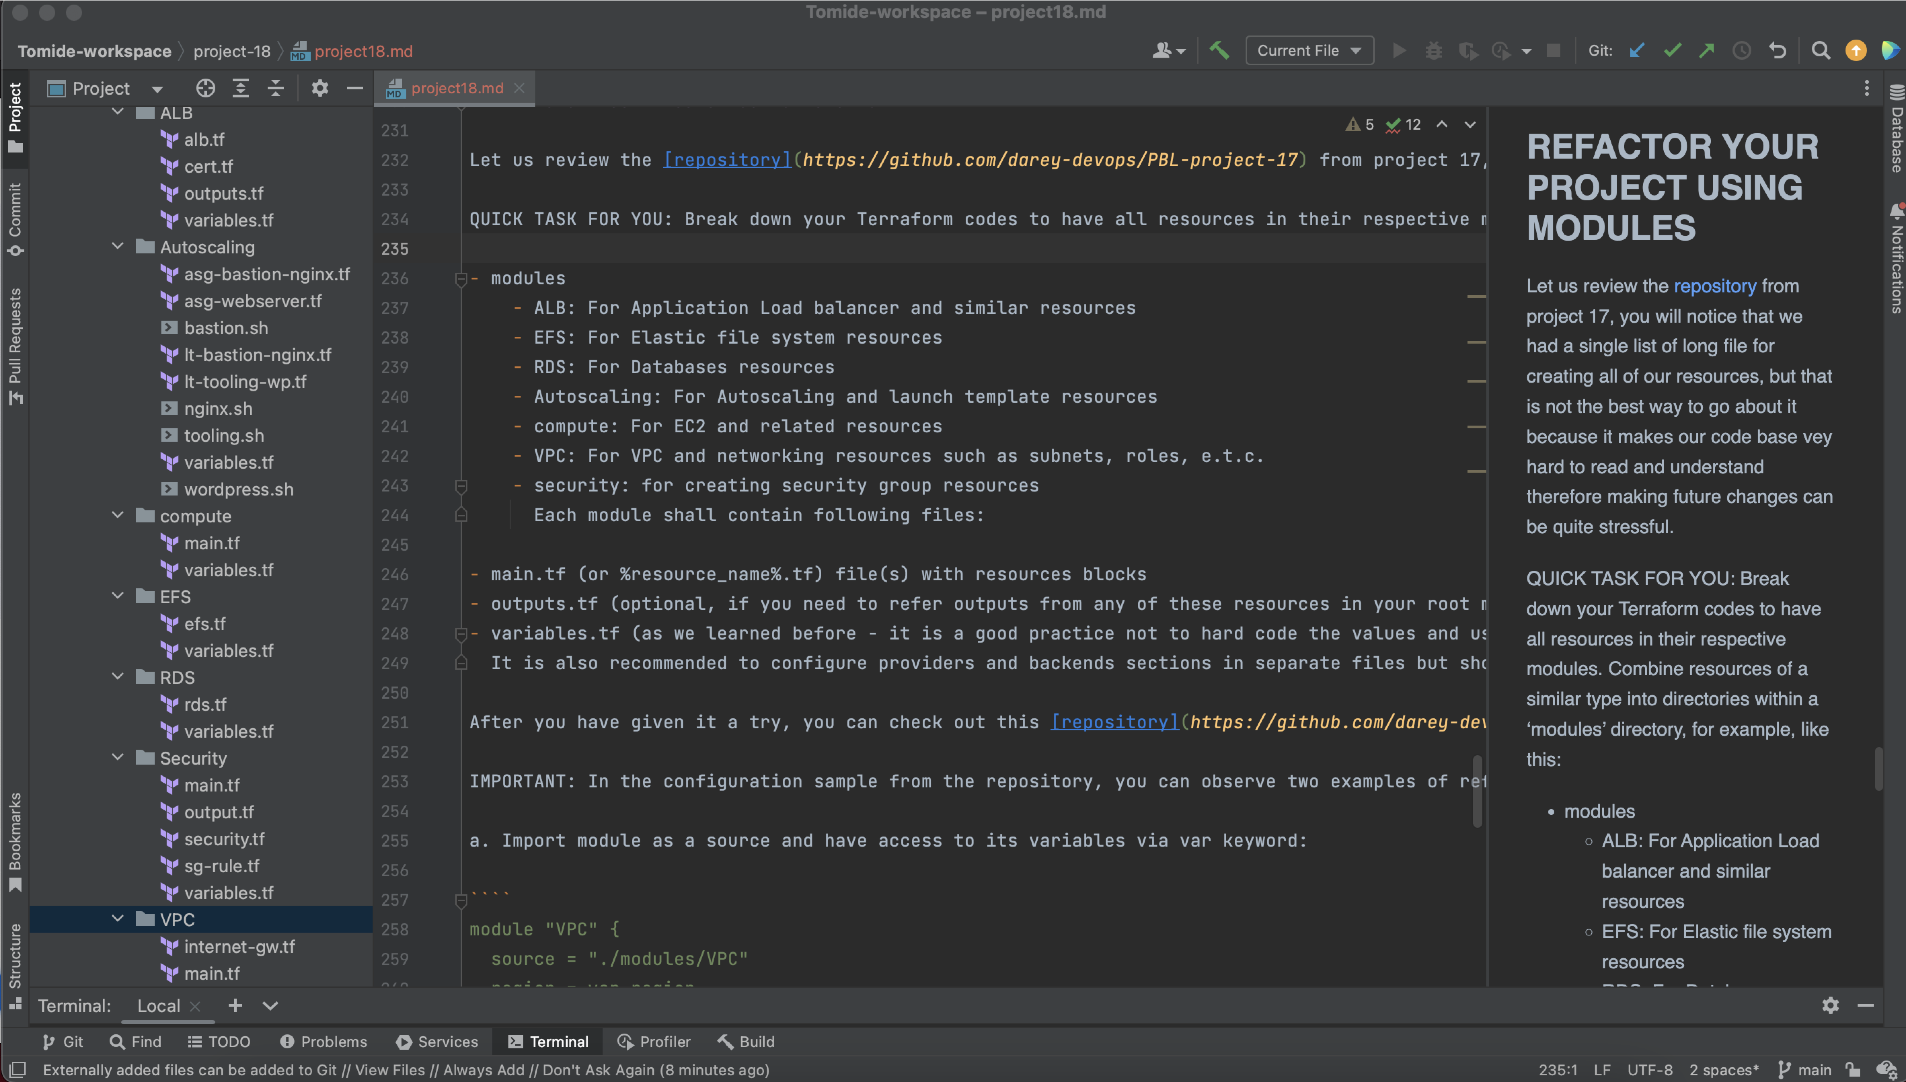 Tomide-workspace – project18.md
Tomide-workspace
project-18
project18.md
Current File
Git:
Project
project18.md
Project
Commit
Pull Requests
Bookmarks
Structure
ALB
alb.tf
cert.tf
outputs.tf
variables.tf
Autoscaling
asg-bastion-nginx.tf
asg-webserver.tf
bastion.sh
lt-bastion-nginx.tf
lt-tooling-wp.tf
nginx.sh
tooling.sh
variables.tf
wordpress.sh
compute
main.tf
variables.tf
EFS
efs.tf
variables.tf
RDS
rds.tf
variables.tf
Security
main.tf
output.tf
security.tf
sg-rule.tf
variables.tf
VPC
internet-gw.tf
main.tf
5 12
231
232 Let us review the [repository](https://github.com/darey-devops/PBL-project-17) from project 17,
233
234 QUICK TASK FOR YOU: Break down your Terraform codes to have all resources in their respective m
235
236 - modules
237 - ALB: For Application Load balancer and similar resources
238 - EFS: For Elastic file system resources
239 - RDS: For Databases resources
240 - Autoscaling: For Autoscaling and launch template resources
241 - compute: For EC2 and related resources
242 - VPC: For VPC and networking resources such as subnets, roles, e.t.c.
243 - security: for creating security group resources
244 Each module shall contain following files:
245
246 - main.tf (or %resource_name%.tf) file(s) with resources blocks
247 - outputs.tf (optional, if you need to refer outputs from any of these resources in your root m
248 - variables.tf (as we learned before - it is a good practice not to hard code the values and us
249 It is also recommended to configure providers and backends sections in separate files but sho
250
251 After you have given it a try, you can check out this [repository](https://github.com/darey-dev
252
253 IMPORTANT: In the configuration sample from the repository, you can observe two examples of ref
254
255 a. Import module as a source and have access to its variables via var keyword:
256
257 ````
258 module "VPC" {
259 source = "./modules/VPC"
region = var.region
REFACTOR YOUR
PROJECT USING
MODULES
Let us review the repository from
project 17, you will notice that we
had a single list of long file for
creating all of our resources, but that
is not the best way to go about it
because it makes our code base vey
hard to read and understand
therefore making future changes can
be quite stressful.
QUICK TASK FOR YOU: Break
down your Terraform codes to have
all resources in their respective
modules. Combine resources of a
similar type into directories within a
‘modules’ directory, for example, like
this:
• modules
◦ ALB: For Application Load
balancer and similar
resources
◦ EFS: For Elastic file system
resources
Database
Notifications
Terminal: Local
Git Find TODO Problems Services Terminal Profiler Build
Externally added files can be added to Git // View Files // Always Add // Don't Ask Again (8 minutes ago)
235:1 LF UTF-8 2 spaces* main